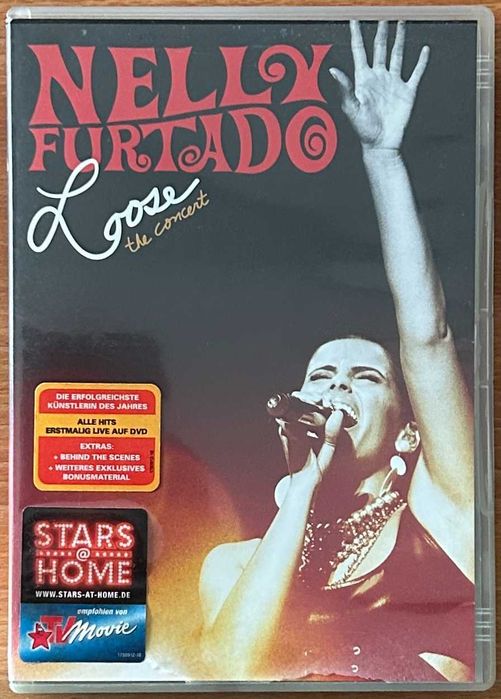 NELLY
FURTADO
Loose
the concert
DIE ERFOLGREICHSTE
KÜNSTLERIN DES JAHRES
ALLE HITS
ERSTMALIG LIVE AUF DVD
EXTRAS:
+ BEHIND THE SCENES
+ WEITERES EXKLUSIVES
BONUSMATERIAL
STARS
@
HOME
WWW.STARS-AT-HOME.DE
empfohlen von
TV Movie